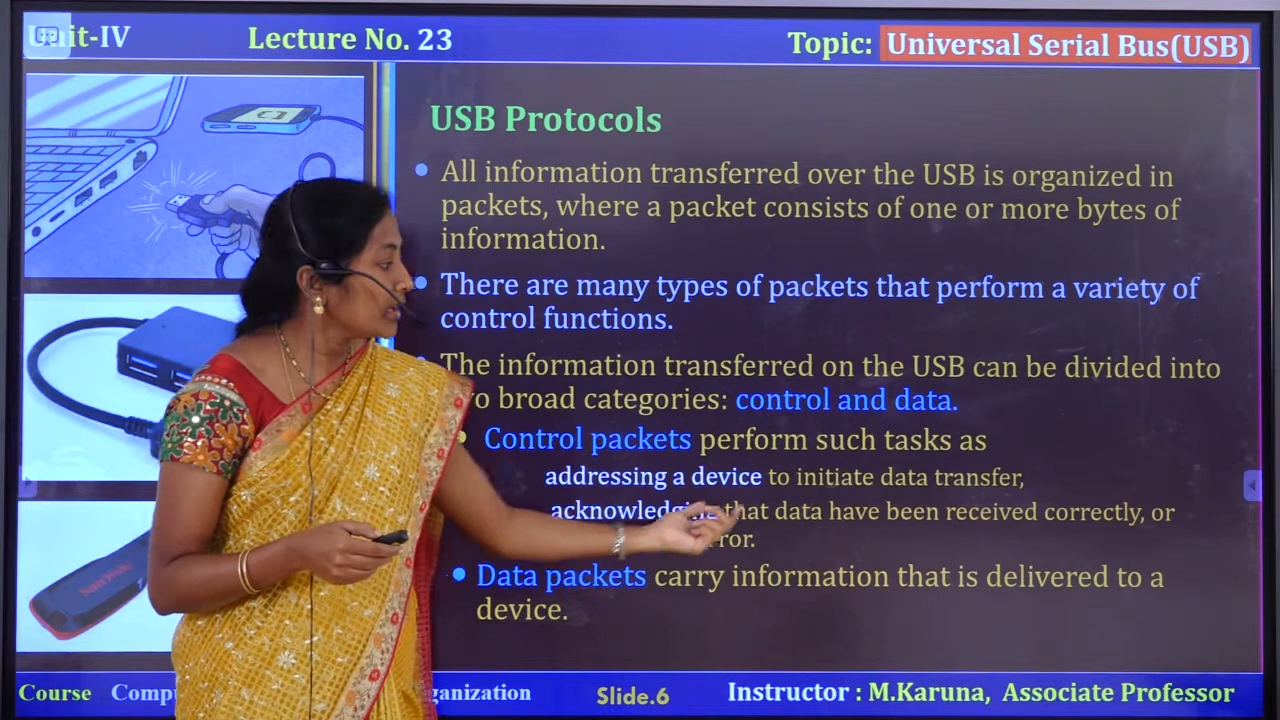 Unit-IV
Lecture No. 23
Topic: Universal Serial Bus(USB)
USB Protocols
All information transferred over the USB is organized in
packets, where a packet consists of one or more bytes of
information.
There are many types of packets that perform a variety of
control functions.
The information transferred on the USB can be divided into
broad categories: control and data.
Control packets perform such tasks as
addressing a device to initiate data transfer,
acknowledging that data have been received correctly, or
Data packets carry information that is delivered to a
device.
SanDisk
Course
Slide.6
Instructor : M.Karuna, Associate Professor